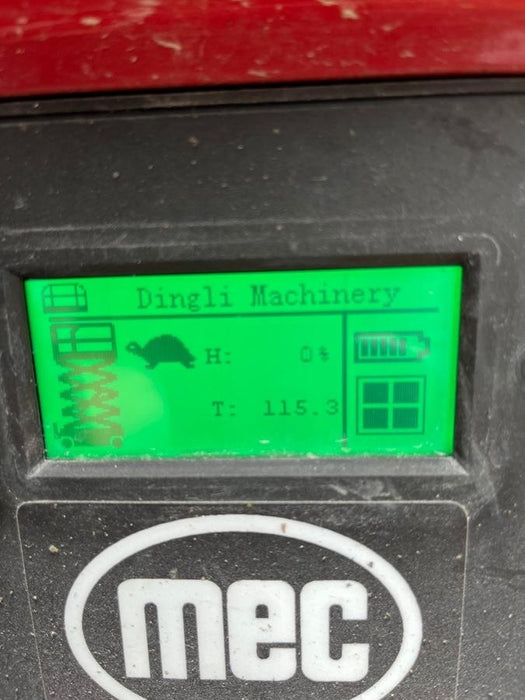 Dingli Machinery
H: 0%
T: 115.3
mec